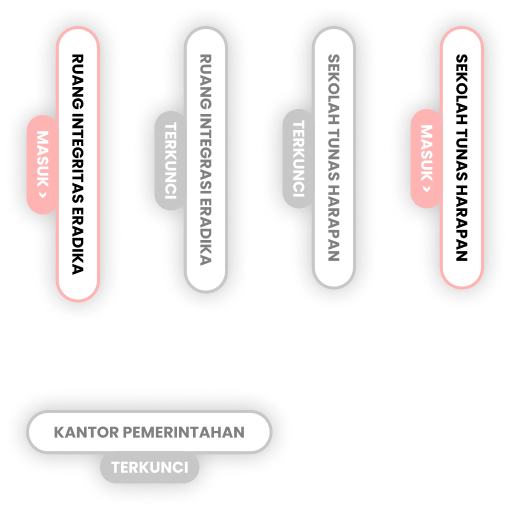 RUANG INTEGRITAS ERADIKA
MASUK >
RUANG INTEGRASI ERADIKA
TERKUNCI
SEKOLAH TUNAS HARAPAN
TERKUNCI
SEKOLAH TUNAS HARAPAN
MASUK >
KANTOR PEMERINTAHAN
TERKUNCI